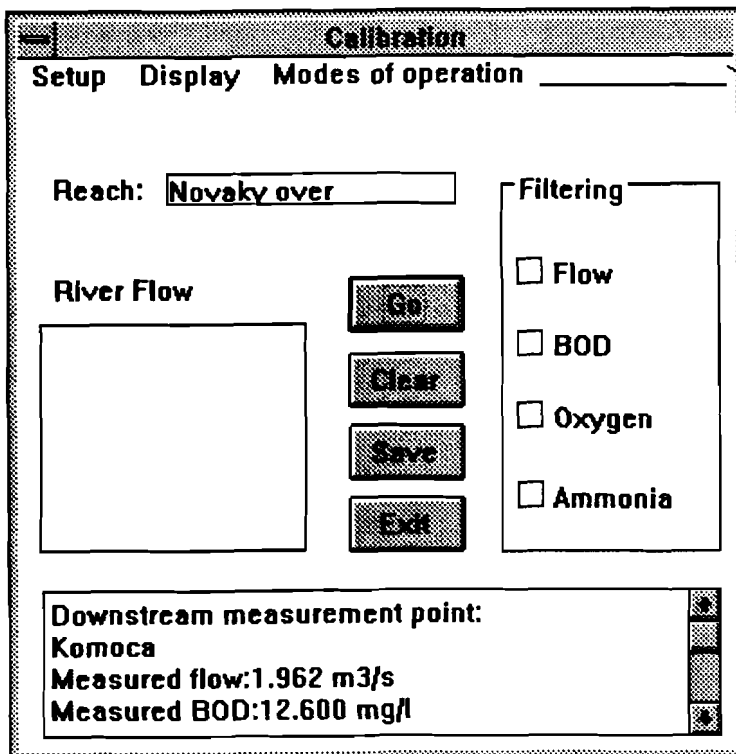 Calibration
Setup Display Modes of operation
Reach: Novaky over
Filtering
River Flow
Go
Clear
Save
Exit
Flow
BOD
Oxygen
Ammonia
Downstream measurement point:
Komoca
Measured flow:1.962 m3/s
Measured BOD:12.600 mg/l